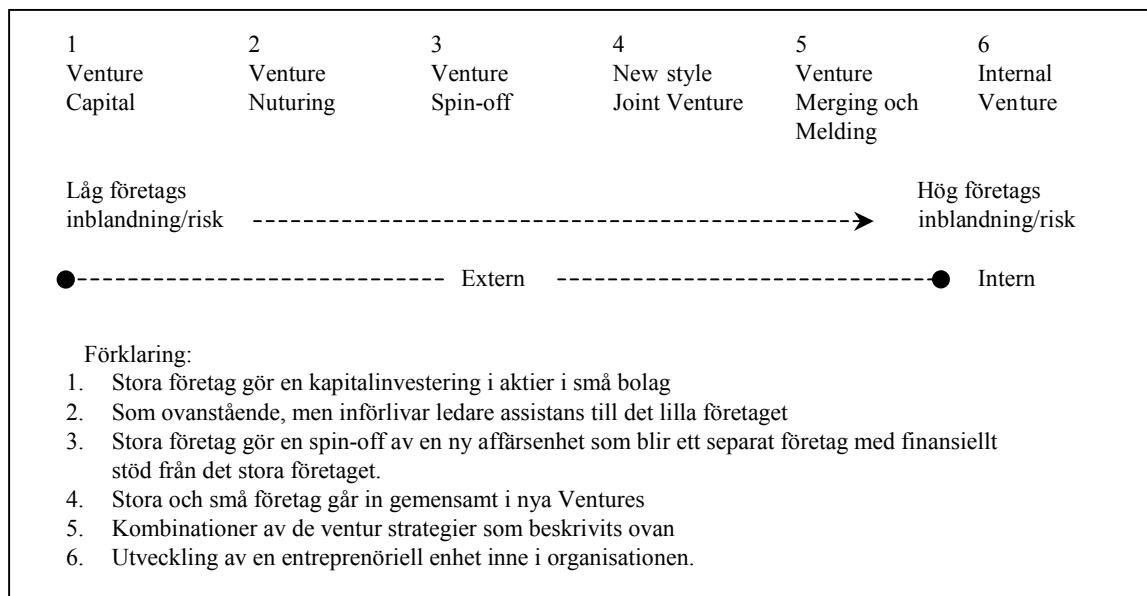 1 2 3 4 5 6
Venture Venture Venture New style Venture Internal
Capital Nuturing Spin-off Joint Venture Merging och Venture
Melding
Låg företags Hög företags
inblandning/risk inblandning/risk
Extern Intern
Förklaring:
1. Stora företag gör en kapitalinvestering i aktier i små bolag
2. Som ovanstående, men införlivar ledare assistans till det lilla företaget
3. Stora företag gör en spin-off av en ny affärsenhet som blir ett separat företag med finansiellt
stöd från det stora företaget.
4. Stora och små företag går in gemensamt i nya Ventures
5. Kombinationer av de ventur strategier som beskrivits ovan
6. Utveckling av en entreprenöriell enhet inne i organisationen.